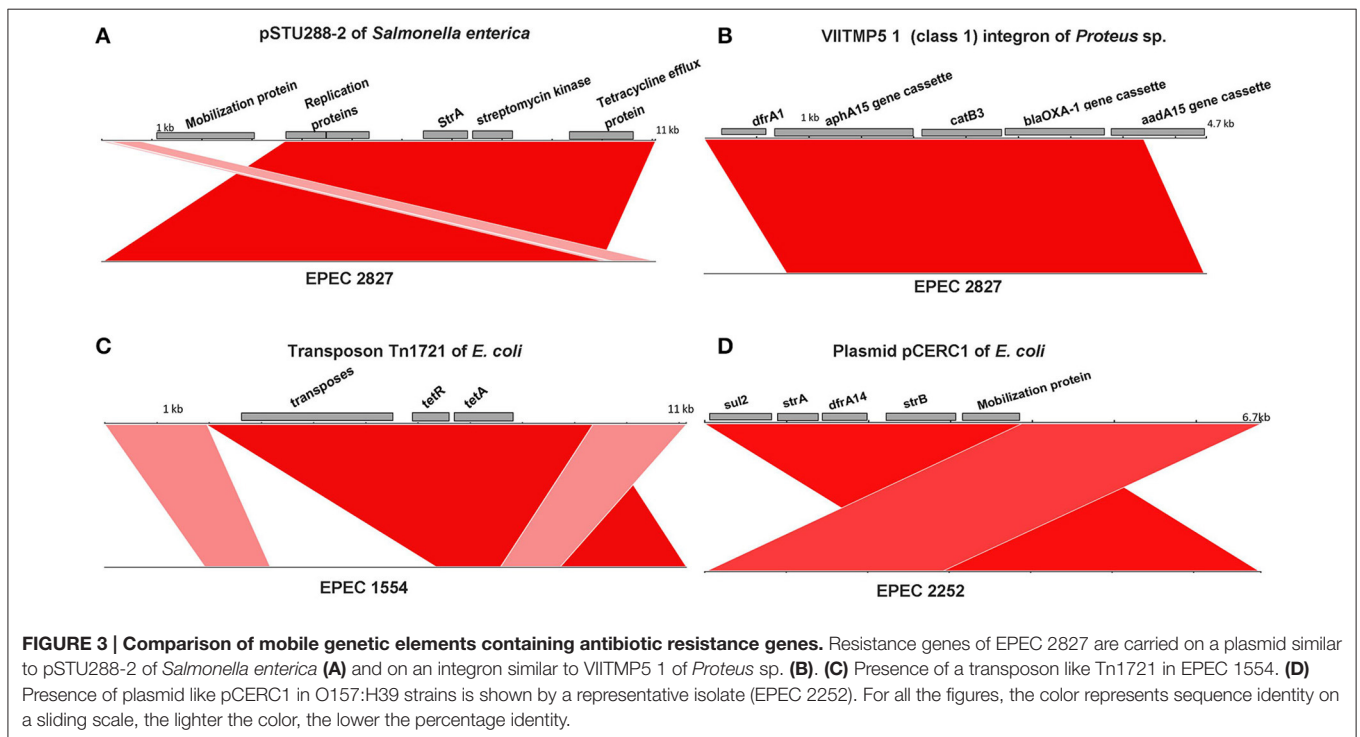 A
pSTU288-2 of Salmonella enterica
1 kb
Mobilization protein
Replication
proteins
StrA
streptomycin kinase
Tetracycline efflux
protein
11 kb
EPEC 2827
B
VIITMP5 1 (class 1) integron of Proteus sp.
dfrA1
1 kb
aphA15 gene cassette
catB3
blaOXA-1 gene cassette
aadA15 gene cassette
4.7 kb
EPEC 2827
C
Transposon Tn1721 of E. coli
1 kb
transposes
tetR
tetA
11 kb
EPEC 1554
D
Plasmid pCERC1 of E. coli
sul2
strA
dfrA14
strB
Mobilization protein
6.7kb
EPEC 2252
FIGURE 3 | Comparison of mobile genetic elements containing antibiotic resistance genes. Resistance genes of EPEC 2827 are carried on a plasmid similar
to pSTU288-2 of Salmonella enterica (A) and on an integron similar to VIITMP5 1 of Proteus sp. (B). (C) Presence of a transposon like Tn1721 in EPEC 1554. (D)
Presence of plasmid like pCERC1 in O157:H39 strains is shown by a representative isolate (EPEC 2252). For all the figures, the color represents sequence identity on
a sliding scale, the lighter the color, the lower the percentage identity.